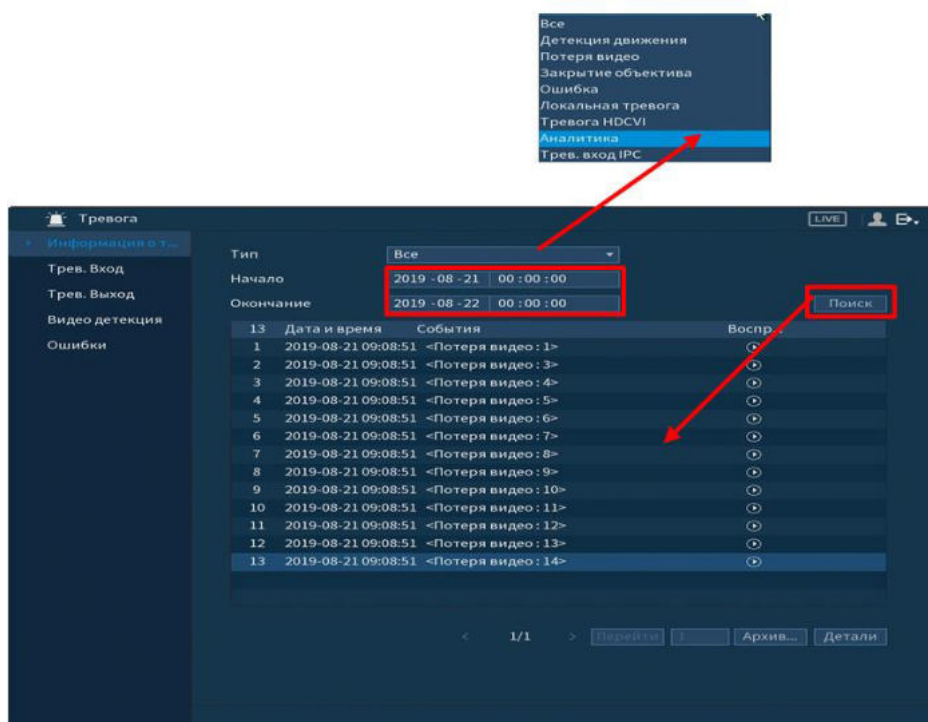 Все
Детекция движения
Потеря видео
Закрытие объектива
Ошибка
Локальная тревога
Тревога HDCVI
Аналитика
Трев. вход IPC
Тревога LIVE
Информация о т...
Трев. Вход
Трев. Выход
Видео детекция
Ошибки
Тип Все
Начало 2019 - 08 - 21 00 : 00 : 00
Окончание 2019 - 08 - 22 00 : 00 : 00 Поиск
13 Дата и время События Воспр...
1 2019-08-21 09:08:51 <Потеря видео : 1>
2 2019-08-21 09:08:51 <Потеря видео : 3>
3 2019-08-21 09:08:51 <Потеря видео : 4>
4 2019-08-21 09:08:51 <Потеря видео : 5>
5 2019-08-21 09:08:51 <Потеря видео : 6>
6 2019-08-21 09:08:51 <Потеря видео : 7>
7 2019-08-21 09:08:51 <Потеря видео : 8>
8 2019-08-21 09:08:51 <Потеря видео : 9>
9 2019-08-21 09:08:51 <Потеря видео : 10>
10 2019-08-21 09:08:51 <Потеря видео : 11>
11 2019-08-21 09:08:51 <Потеря видео : 12>
12 2019-08-21 09:08:51 <Потеря видео : 13>
13 2019-08-21 09:08:51 <Потеря видео : 14>
< 1/1 > Перейти 1 Архив... Детали